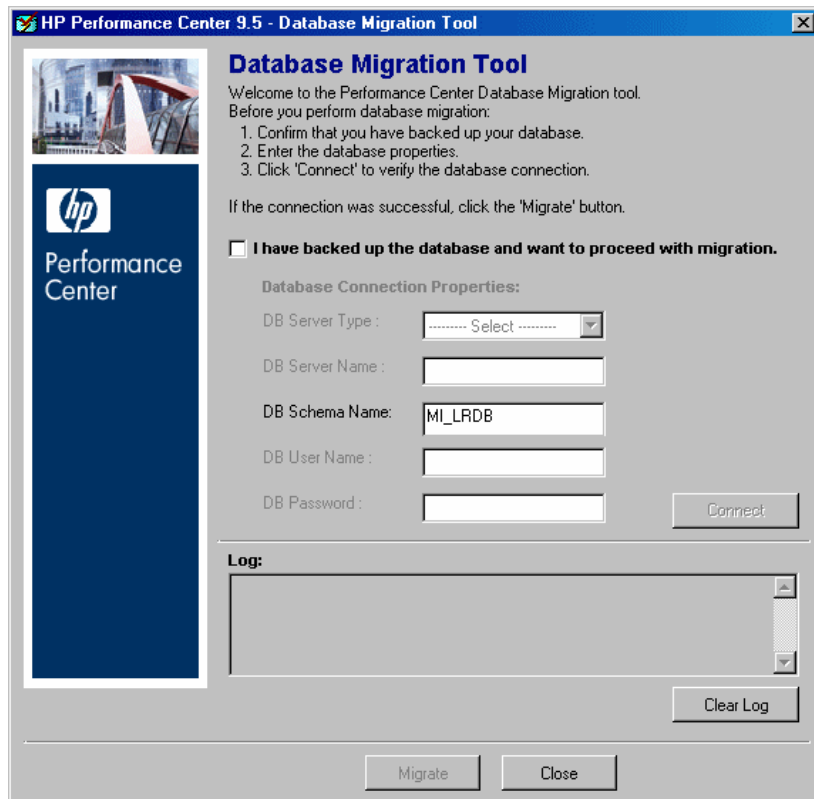 HP Performance Center 9.5 - Database Migration Tool
Database Migration Tool
Welcome to the Performance Center Database Migration tool.
Before you perform database migration:
1. Confirm that you have backed up your database.
2. Enter the database properties.
3. Click 'Connect' to verify the database connection.
If the connection was successful, click the 'Migrate' button.
hp
Performance
Center
I have backed up the database and want to proceed with migration.
Database Connection Properties:
DB Server Type :
--------- Select ---------
DB Server Name :
DB Schema Name:
MI_LRDB
DB User Name :
DB Password :
Connect
Log:
Clear Log
Migrate
Close